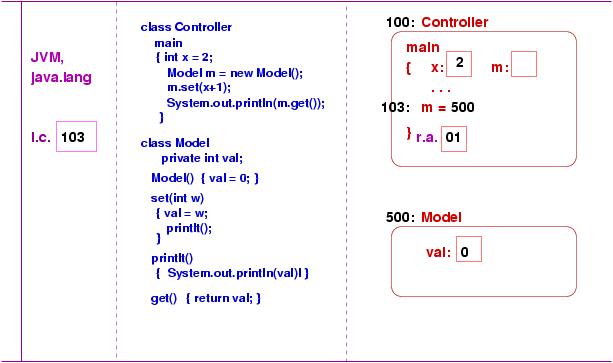 JVM,
java.lang
I.c. 103
class Controller
main
{ int x = 2;
Model m = new Model();
m.set(x+1);
System.out.println(m.get());
}
class Model
private int val;
Model() { val = 0; }
set(int w)
{ val = w;
printIt();
}
printIt()
{ System.out.println(val)l }
get() { return val; }
100: Controller
main
{ x: 2 m:
. . .
103: m = 500
} r.a. 01
500: Model
val: 0